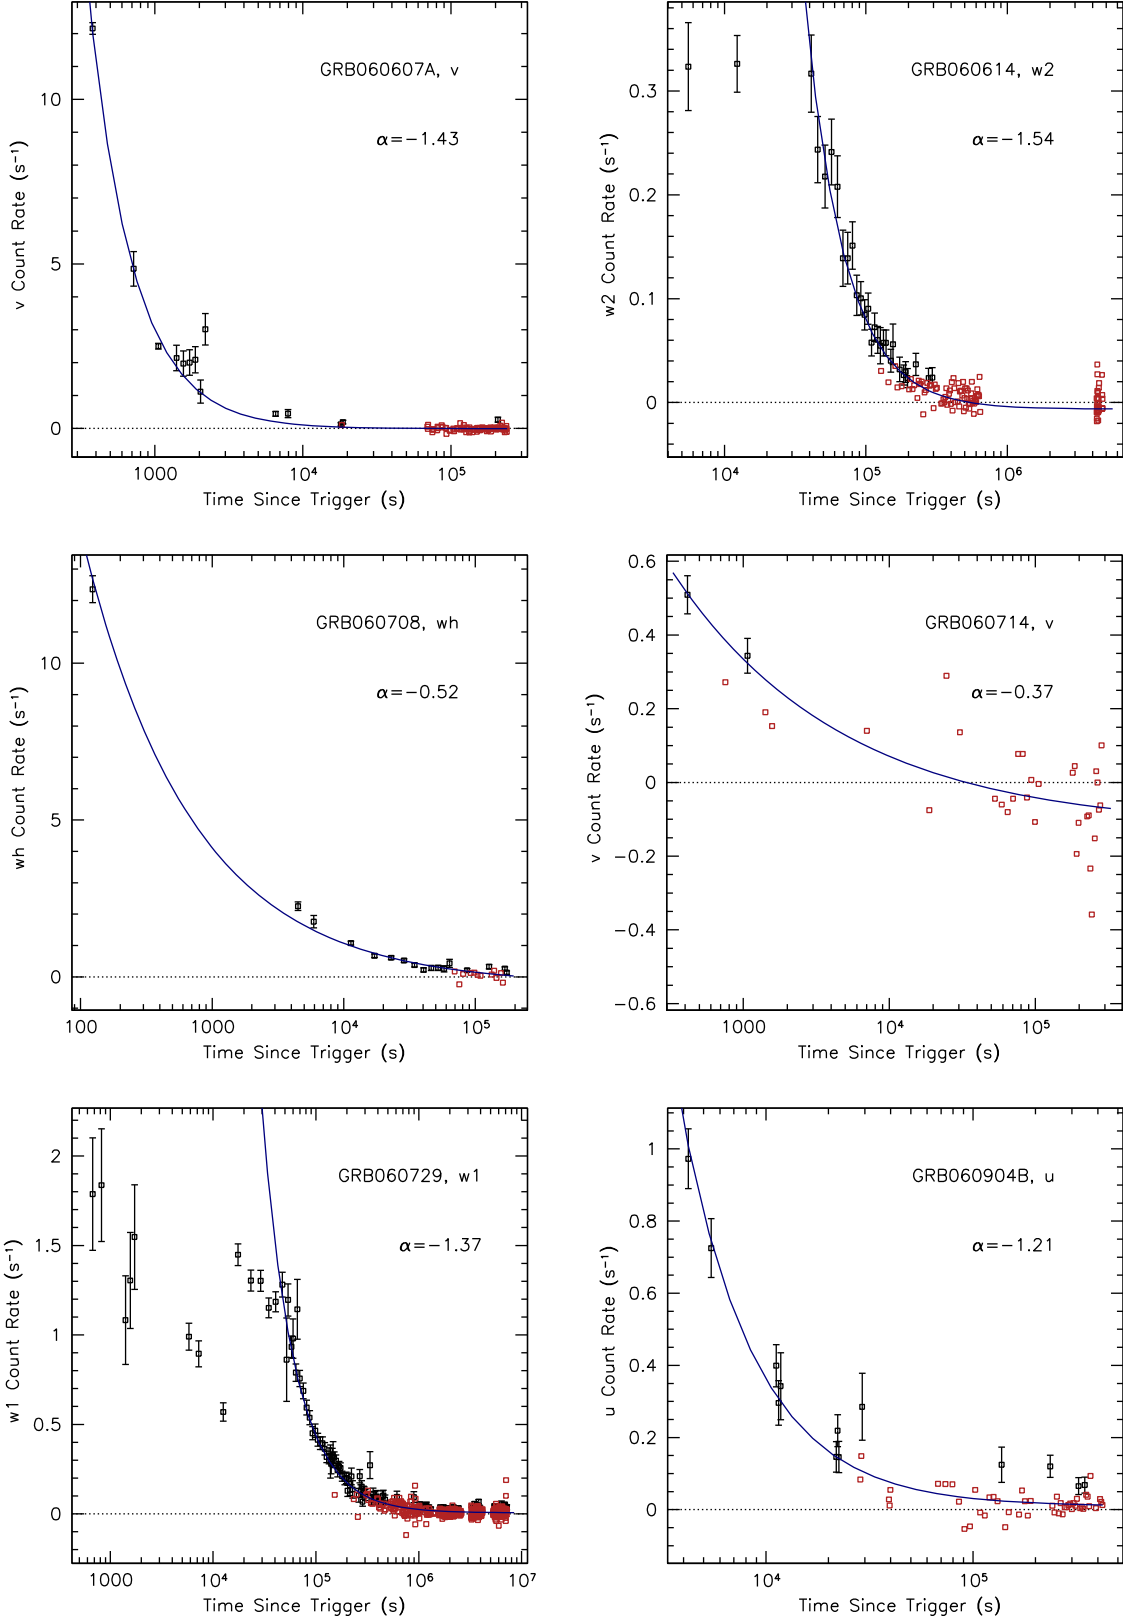 GRB060607A, v
α=−1.43
10
5
0
v Count Rate (s⁻¹)
1000
10⁴
10⁵
Time Since Trigger (s)
GRB060614, w2
α=−1.54
0.3
0.2
0.1
0
w2 Count Rate (s⁻¹)
10⁴
10⁵
10⁶
Time Since Trigger (s)
GRB060708, wh
α=−0.52
10
5
0
wh Count Rate (s⁻¹)
100
1000
10⁴
10⁵
Time Since Trigger (s)
GRB060714, v
α=−0.37
0.6
0.4
0.2
0
−0.2
−0.4
−0.6
v Count Rate (s⁻¹)
1000
10⁴
10⁵
Time Since Trigger (s)
GRB060729, w1
α=−1.37
2
1.5
1
0.5
0
w1 Count Rate (s⁻¹)
1000
10⁴
10⁵
10⁶
10⁷
Time Since Trigger (s)
GRB060904B, u
α=−1.21
1
0.8
0.6
0.4
0.2
0
u Count Rate (s⁻¹)
10⁴
10⁵
Time Since Trigger (s)